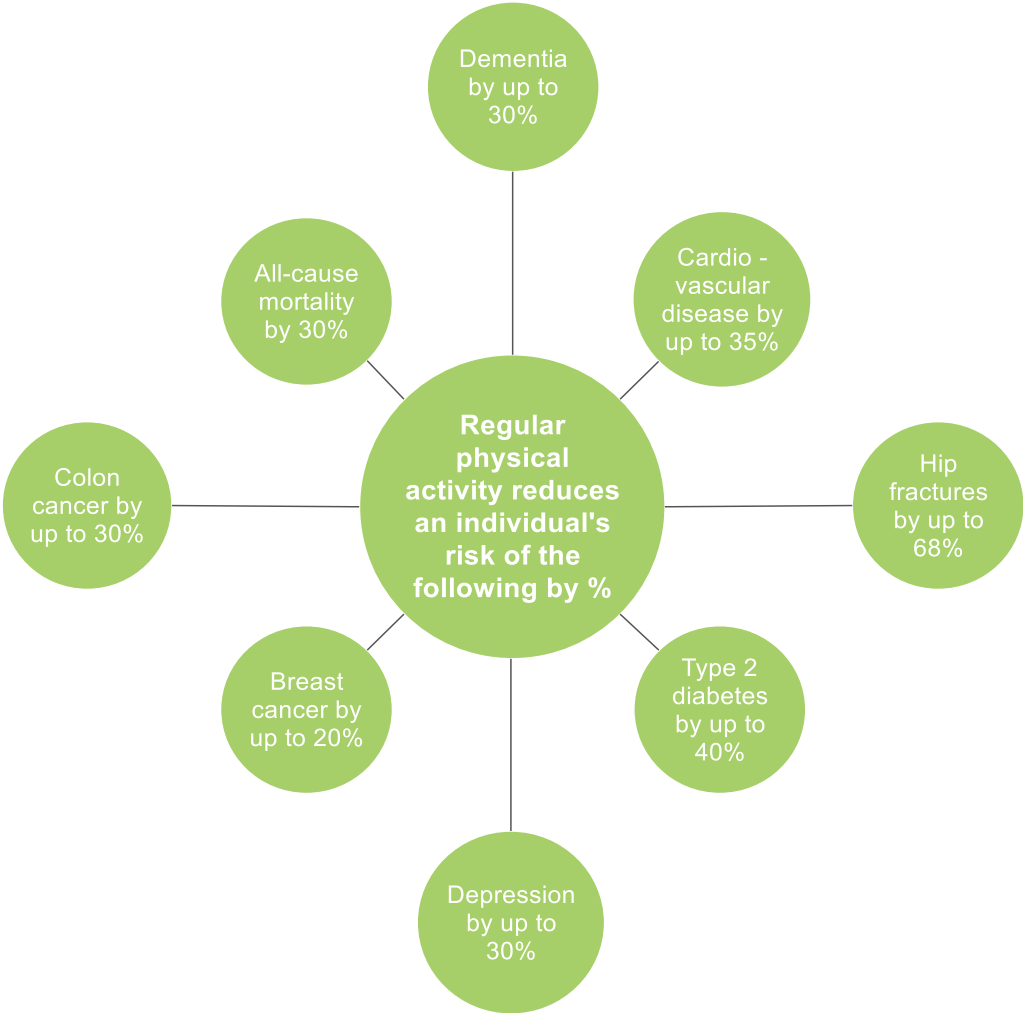 Dementia
by up to
30%
All-cause
mortality
by 30%
Cardio -
vascular
disease by
up to 35%
Regular
physical
activity reduces
an individual's
risk of the
following by %
Colon
cancer by
up to 30%
Hip
fractures
by up to
68%
Breast
cancer by
up to 20%
Type 2
diabetes
by up to
40%
Depression
by up to
30%